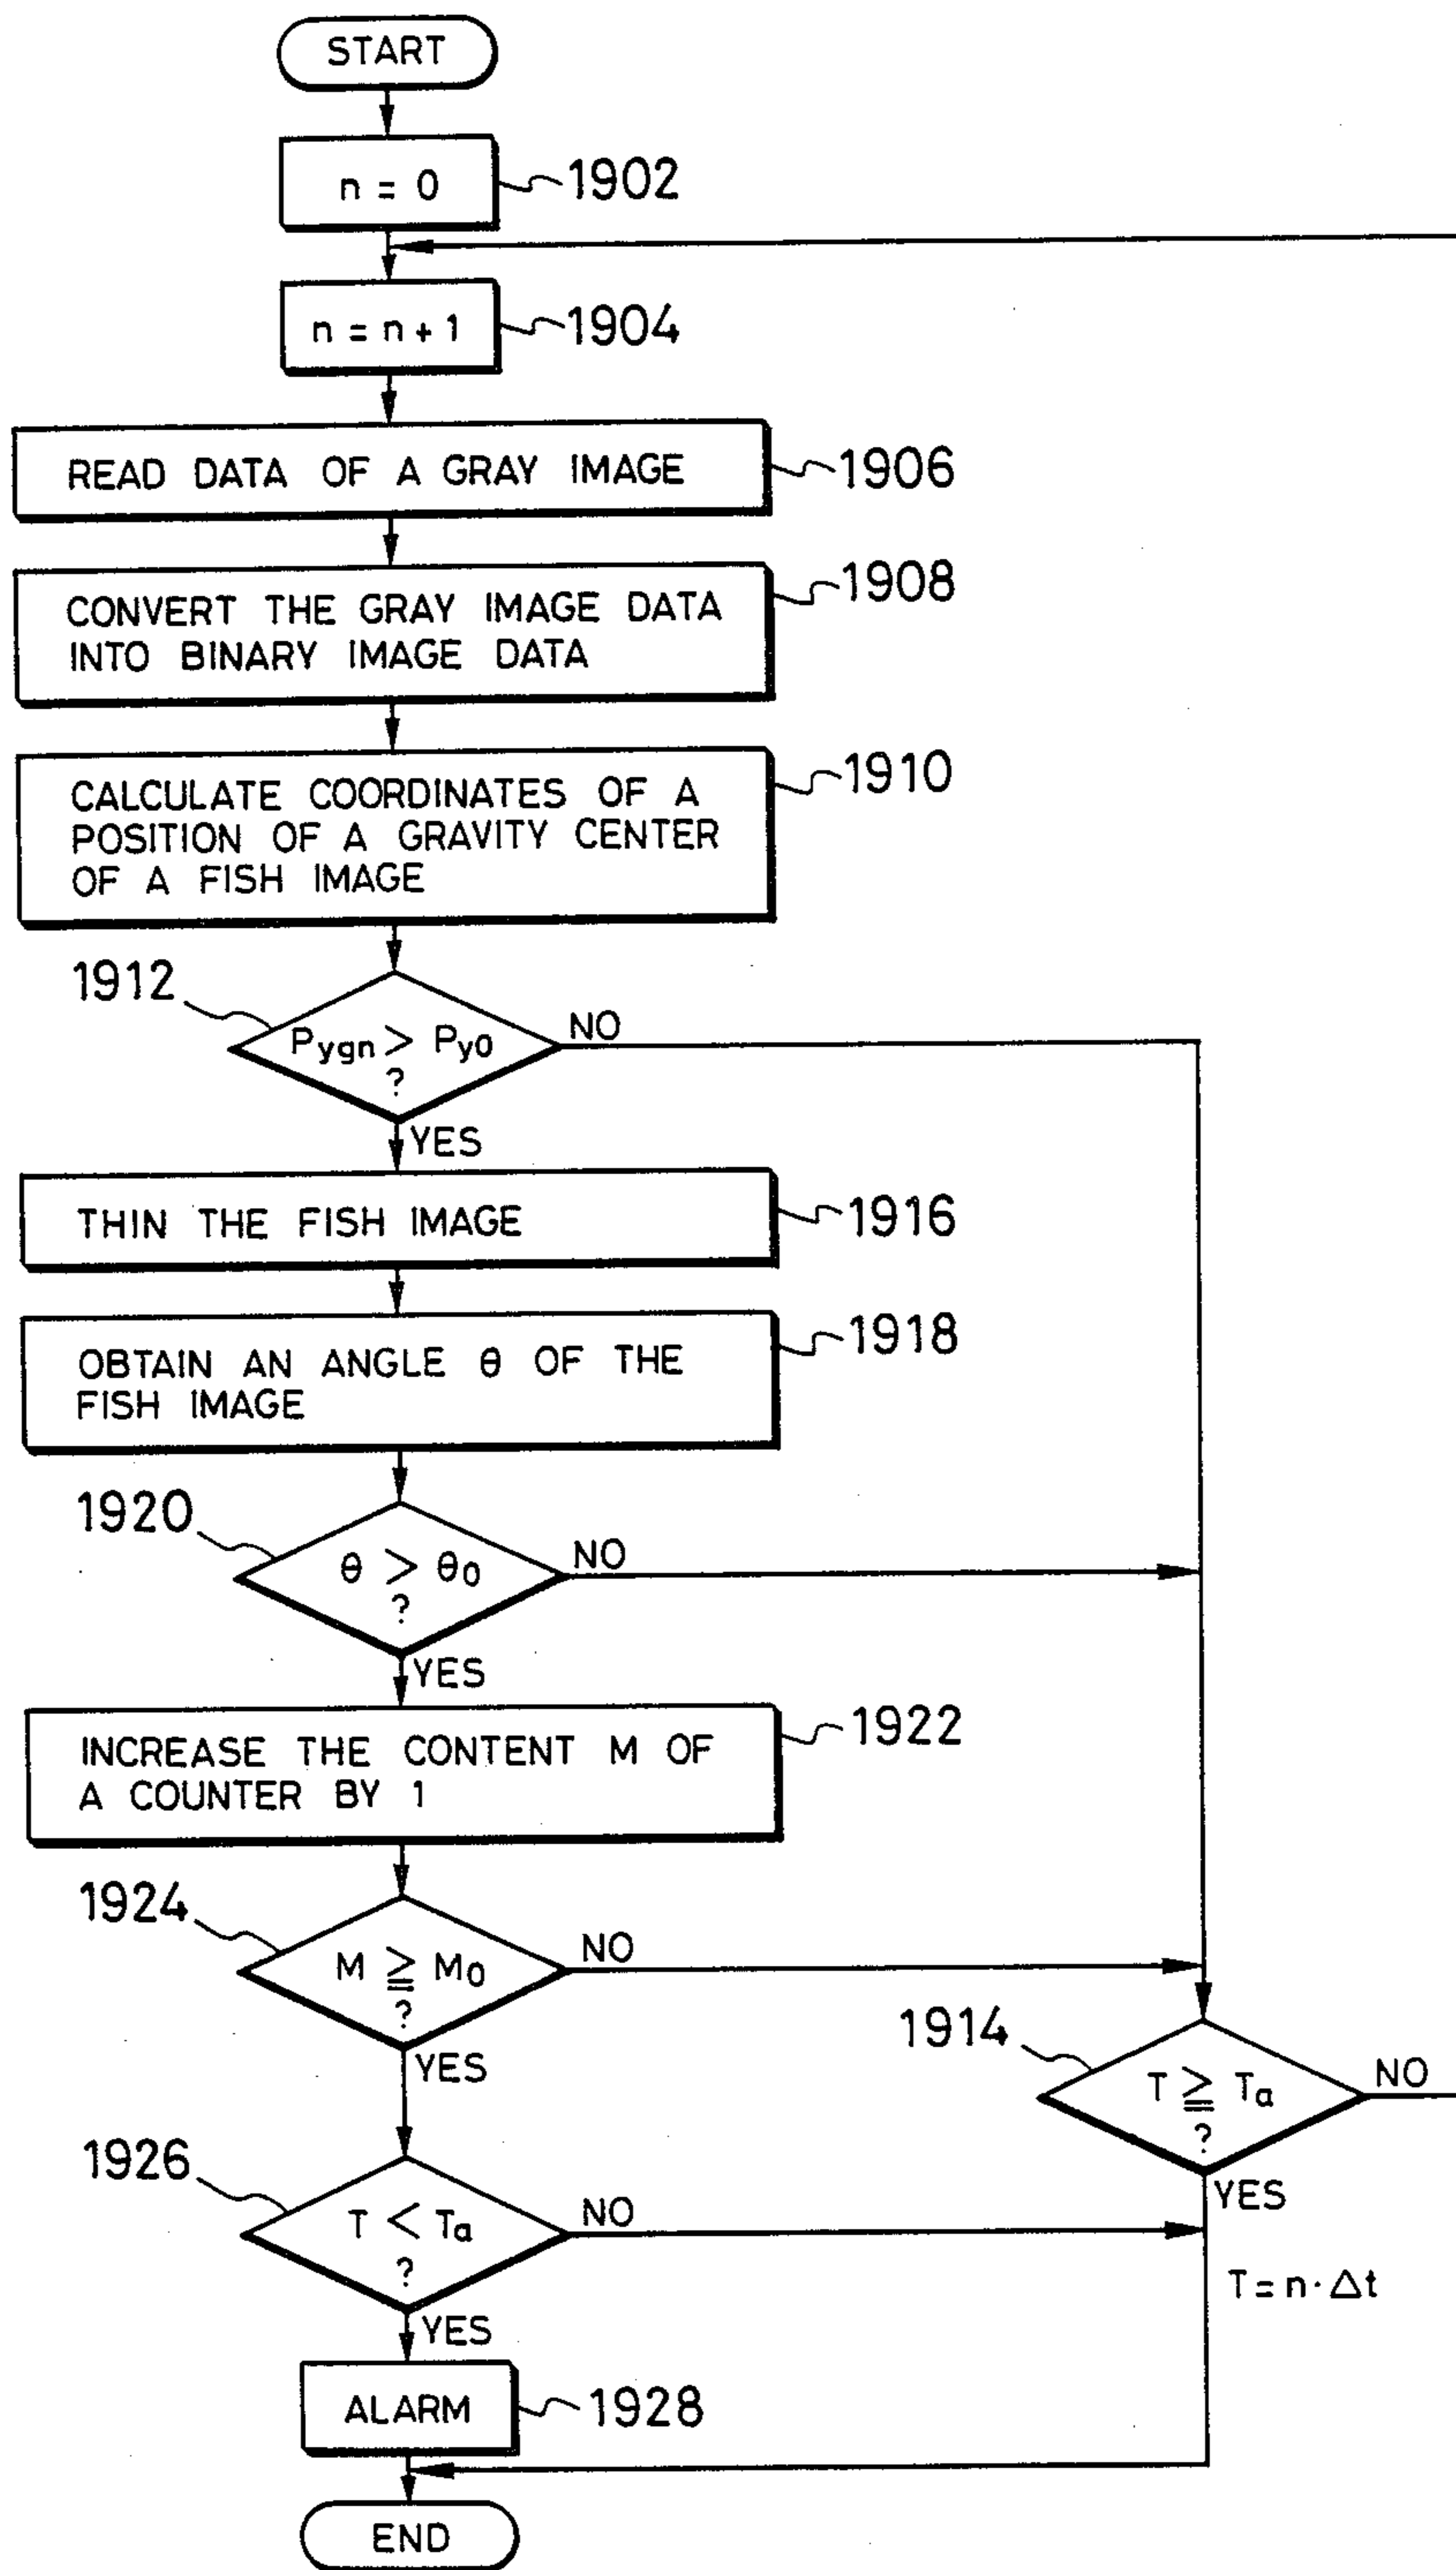 START
n = 0
1902
n = n + 1
1904
READ DATA OF A GRAY IMAGE
1906
CONVERT THE GRAY IMAGE DATA
INTO BINARY IMAGE DATA
1908
CALCULATE COORDINATES OF A
POSITION OF A GRAVITY CENTER
OF A FISH IMAGE
1910
1912
Pygn > Py0
?
NO
YES
THIN THE FISH IMAGE
1916
OBTAIN AN ANGLE θ OF THE
FISH IMAGE
1918
1920
θ > θ0
?
NO
YES
INCREASE THE CONTENT M OF
A COUNTER BY 1
1922
1924
M ≧ M0
?
NO
YES
1914
T ≧ Ta
?
NO
YES
1926
T < Ta
?
NO
YES
T = n · Δt
ALARM
1928
END